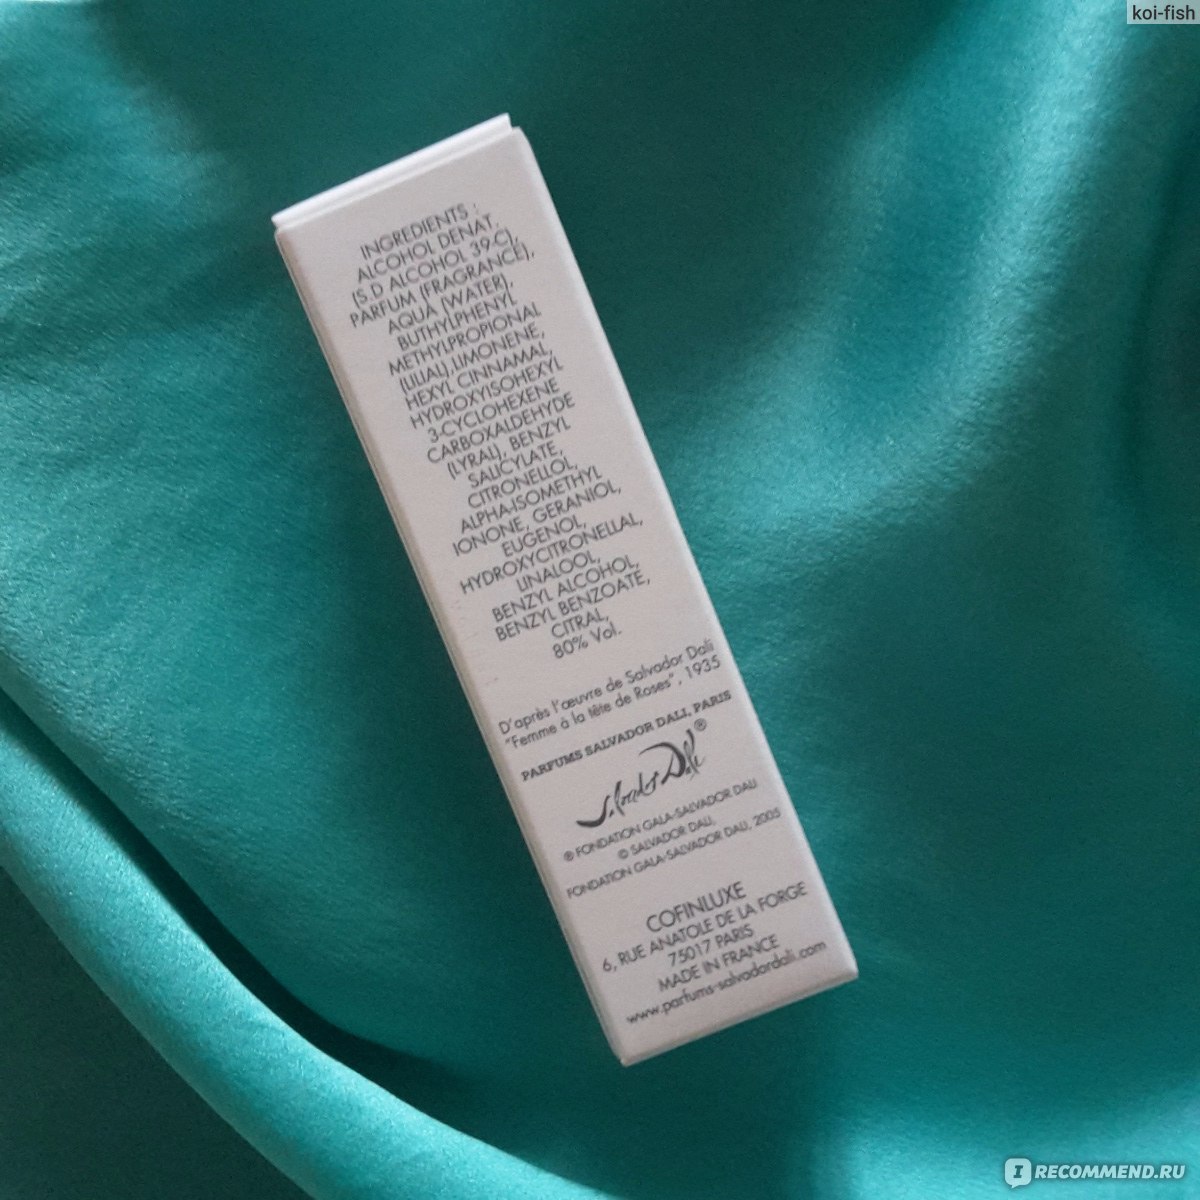 koi-fish
INGREDIENTS :
ALCOHOL DENAT.
(S.D ALCOHOL 39-C),
PARFUM (FRAGRANCE),
AQUA (WATER),
BUTHYLPHENYL
METHYLPROPIONAL
(LILIAL),LIMONENE,
HEXYL CINNAMAL,
HYDROXYISOHEXYL
3-CYCLOHEXENE
CARBOXALDEHYDE
(LYRAL), BENZYL
SALICYLATE,
CITRONELLOL,
ALPHA-ISOMETHYL
IONONE, GERANIOL,
EUGENOL,
HYDROXYCITRONELLAL,
LINALOOL,
BENZYL ALCOHOL,
BENZYL BENZOATE,
CITRAL,
80% Vol.
D'après l'œuvre de Salvador Dali
"Femme à la tête de Roses", 1935
PARFUMS SALVADOR DALI, PARIS
Salvador Dali ®
® FONDATION GALA-SALVADOR DALI
© SALVADOR DALI,
FONDATION GALA-SALVADOR DALI, 2005
COFINLUXE
6, RUE ANATOLE DE LA FORGE
75017 PARIS
MADE IN FRANCE
www.parfums-salvadordali.com
I RECOMMEND.RU